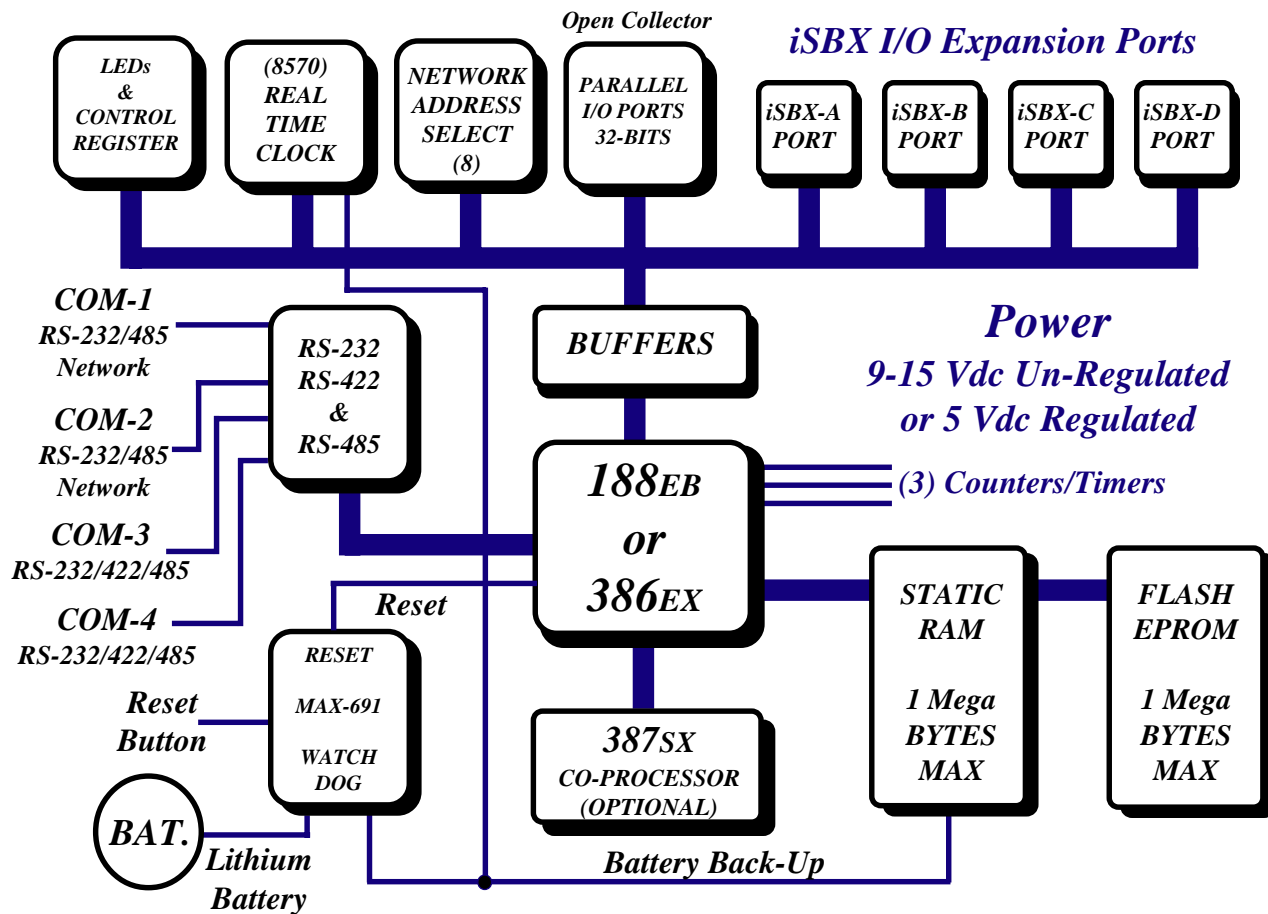 Open Collector
iSBX I/O Expansion Ports
LEDs
&
CONTROL
REGISTER
(8570)
REAL
TIME
CLOCK
NETWORK
ADDRESS
SELECT
(8)
PARALLEL
I/O PORTS
32-BITS
iSBX-A
PORT
iSBX-B
PORT
iSBX-C
PORT
iSBX-D
PORT
COM-1
RS-232/485
Network
COM-2
RS-232/485
Network
COM-3
RS-232/422/485
COM-4
RS-232/422/485
RS-232
RS-422
&
RS-485
BUFFERS
Power
9-15 Vdc Un-Regulated
or 5 Vdc Regulated
188EB
or
386EX
(3) Counters/Timers
Reset
RESET
MAX-691
WATCH
DOG
Reset
Button
BAT.
Lithium
Battery
387SX
CO-PROCESSOR
(OPTIONAL)
Battery Back-Up
STATIC
RAM
1 Mega
BYTES
MAX
FLASH
EPROM
1 Mega
BYTES
MAX